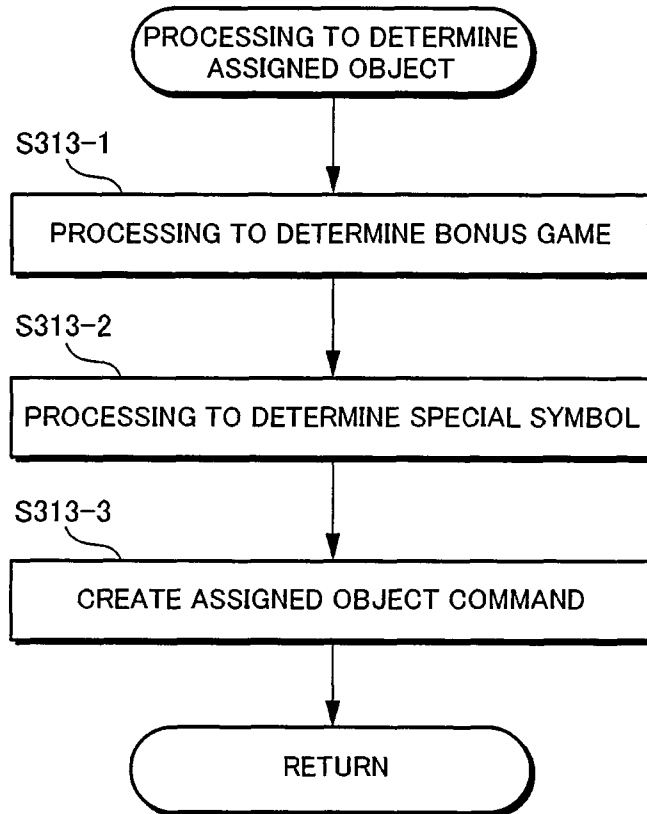 PROCESSING TO DETERMINE
ASSIGNED OBJECT
S313-1
PROCESSING TO DETERMINE BONUS GAME
S313-2
PROCESSING TO DETERMINE SPECIAL SYMBOL
S313-3
CREATE ASSIGNED OBJECT COMMAND
RETURN